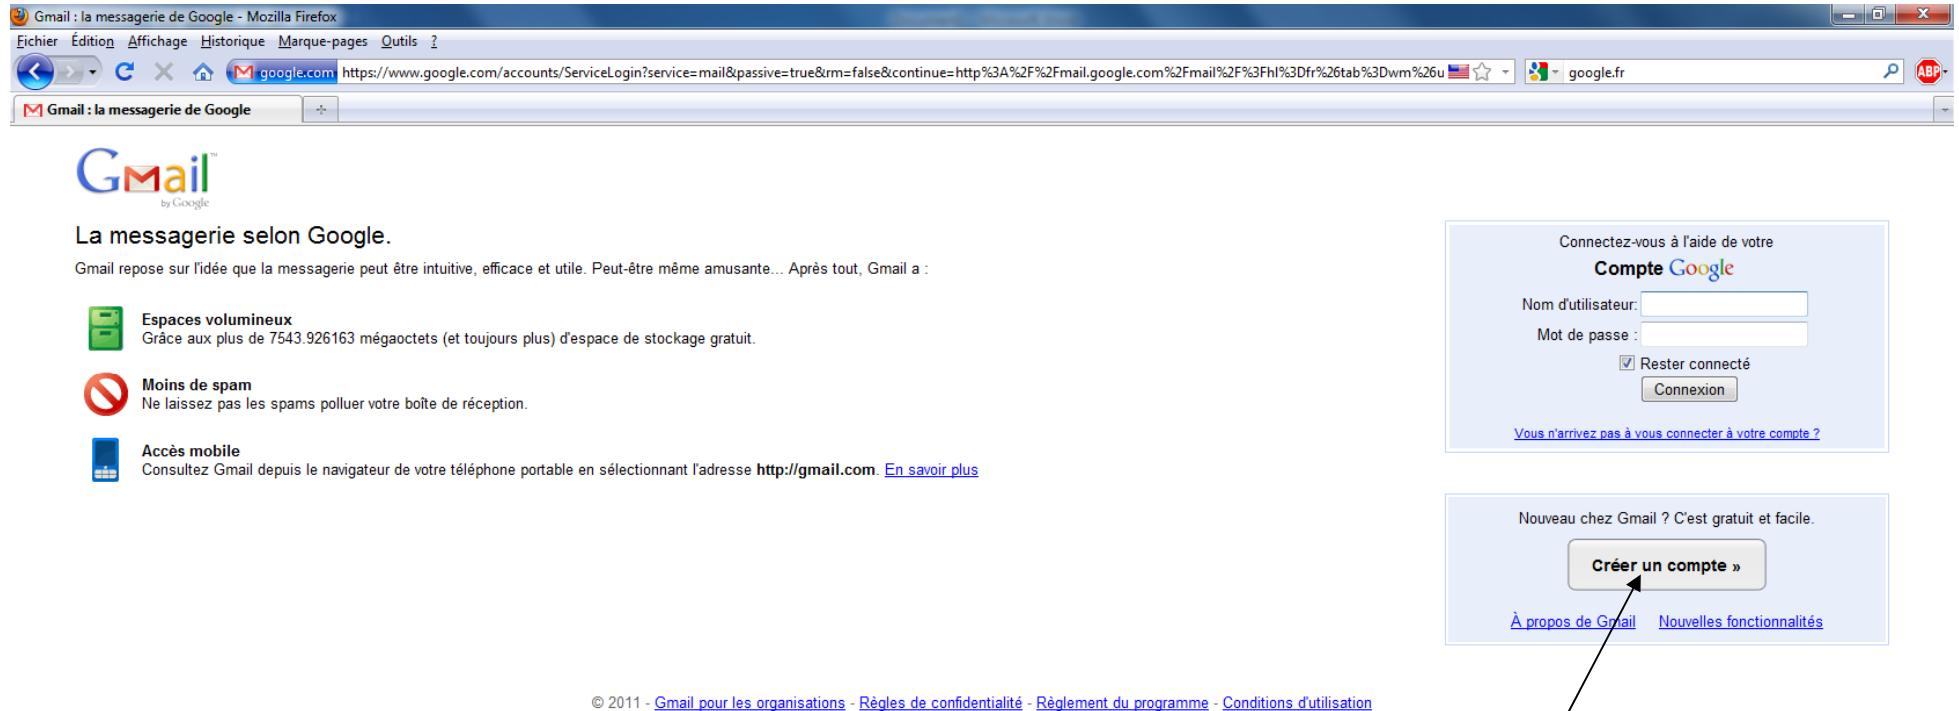 Gmail : la messagerie de Google - Mozilla Firefox
Fichier Édition Affichage Historique Marque-pages Outils ?
google.com https://www.google.com/accounts/ServiceLogin?service=mail&passive=true&rm=false&continue=http%3A%2F%2Fmail.google.com%2Fmail%2F%3Fhl%3Dfr%26tab%3Dwm%26u google.fr ABP
Gmail : la messagerie de Google
Gmail™
by Google
La messagerie selon Google.
Gmail repose sur l'idée que la messagerie peut être intuitive, efficace et utile. Peut-être même amusante... Après tout, Gmail a :
Espaces volumineux
Grâce aux plus de 7543.926163 mégaoctets (et toujours plus) d'espace de stockage gratuit.
Moins de spam
Ne laissez pas les spams polluer votre boîte de réception.
Accès mobile
Consultez Gmail depuis le navigateur de votre téléphone portable en sélectionnant l'adresse http://gmail.com. En savoir plus
Connectez-vous à l'aide de votre
Compte Google
Nom d'utilisateur:
Mot de passe :
Rester connecté
Connexion
Vous n'arrivez pas à vous connecter à votre compte ?
Nouveau chez Gmail ? C'est gratuit et facile.
Créer un compte »
À propos de Gmail Nouvelles fonctionnalités
© 2011 - Gmail pour les organisations - Règles de confidentialité - Règlement du programme - Conditions d'utilisation